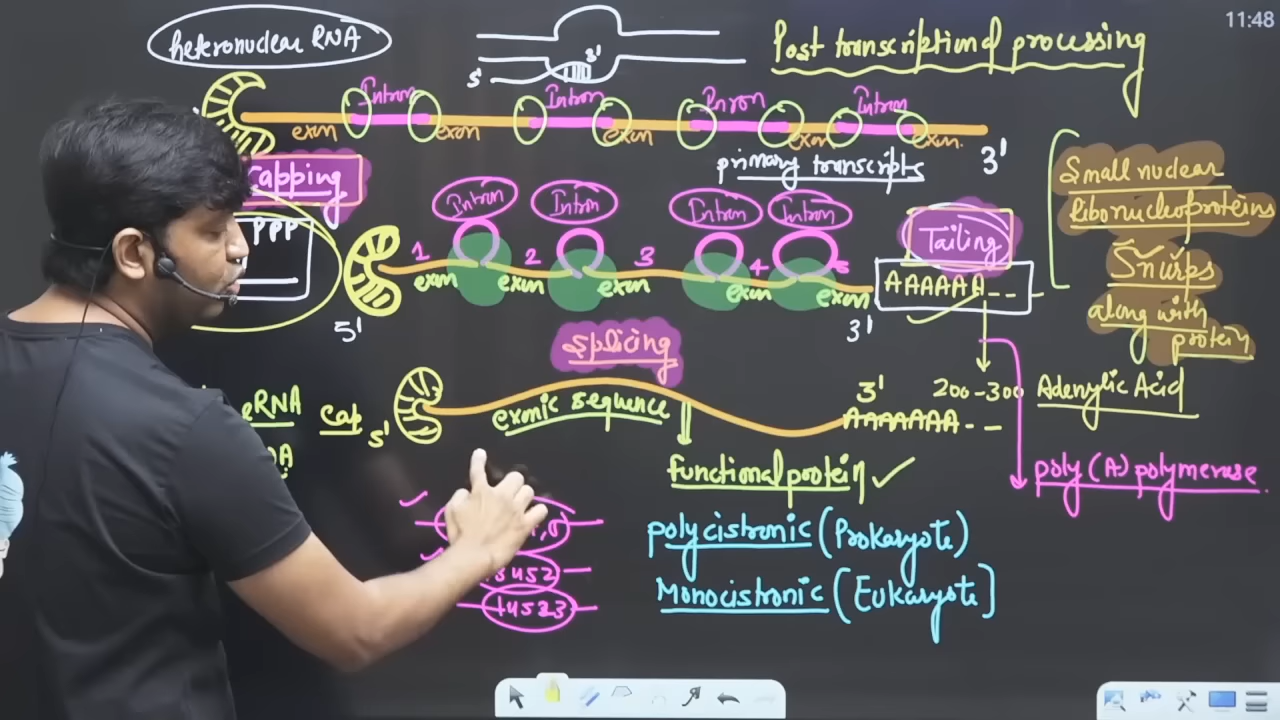 11:48
heteronuclear RNA
3'
5'
Post transcriptional processing
Intron Intron Intron Intron
exon exon exon exon exon
primary transcripts
3'
Capping
PPP
Small nuclear
ribonucleoproteins
Snurps
along with
protein
Intron Intron Intron Intron
Tailing
1 2 3 4 5
exon exon exon exon exon
AAAAAA--
5'
3'
Splicing
200-300 Adenylic Acid
Cap
5'
exonic sequence
3'
AAAAAAA--
functional protein ✓
poly (A) polymerase
polycistronic (Prokaryote)
Monocistronic (Eukaryote)
14523